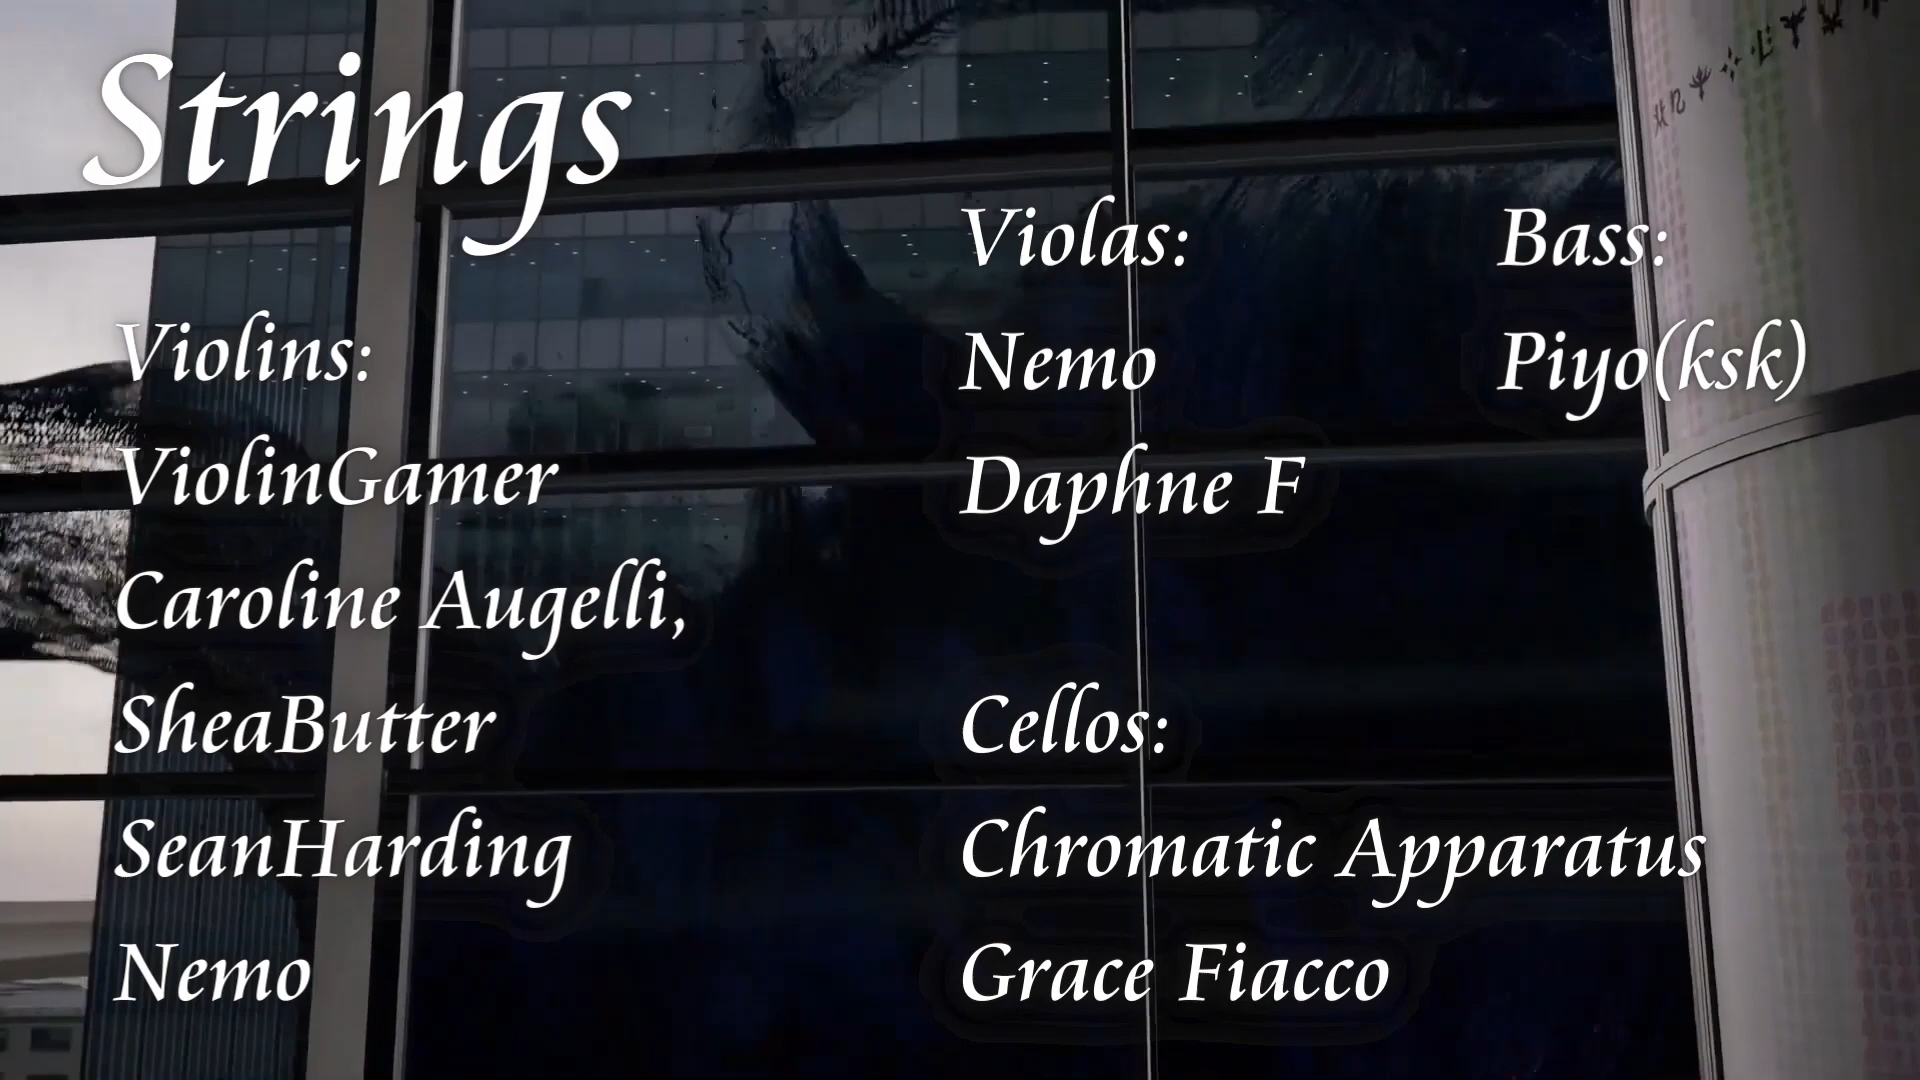 Strings
Violins:
ViolinGamer
Caroline Augelli,
SheaButter
SeanHarding
Nemo
Violas:
Nemo
Daphne F
Cellos:
Chromatic Apparatus
Grace Fiacco
Bass:
Piyo(ksk)